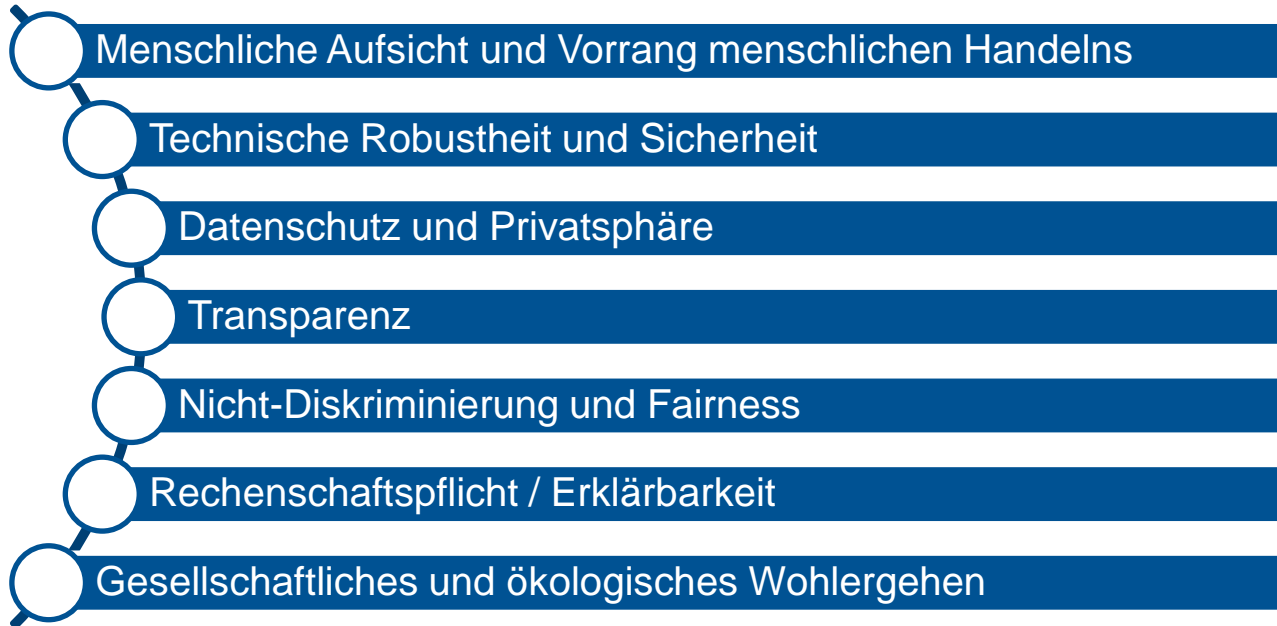 Menschliche Aufsicht und Vorrang menschlichen Handelns
Technische Robustheit und Sicherheit
Datenschutz und Privatsphäre
Transparenz
Nicht-Diskriminierung und Fairness
Rechenschaftspflicht / Erklärbarkeit
Gesellschaftliches und ökologisches Wohlergehen